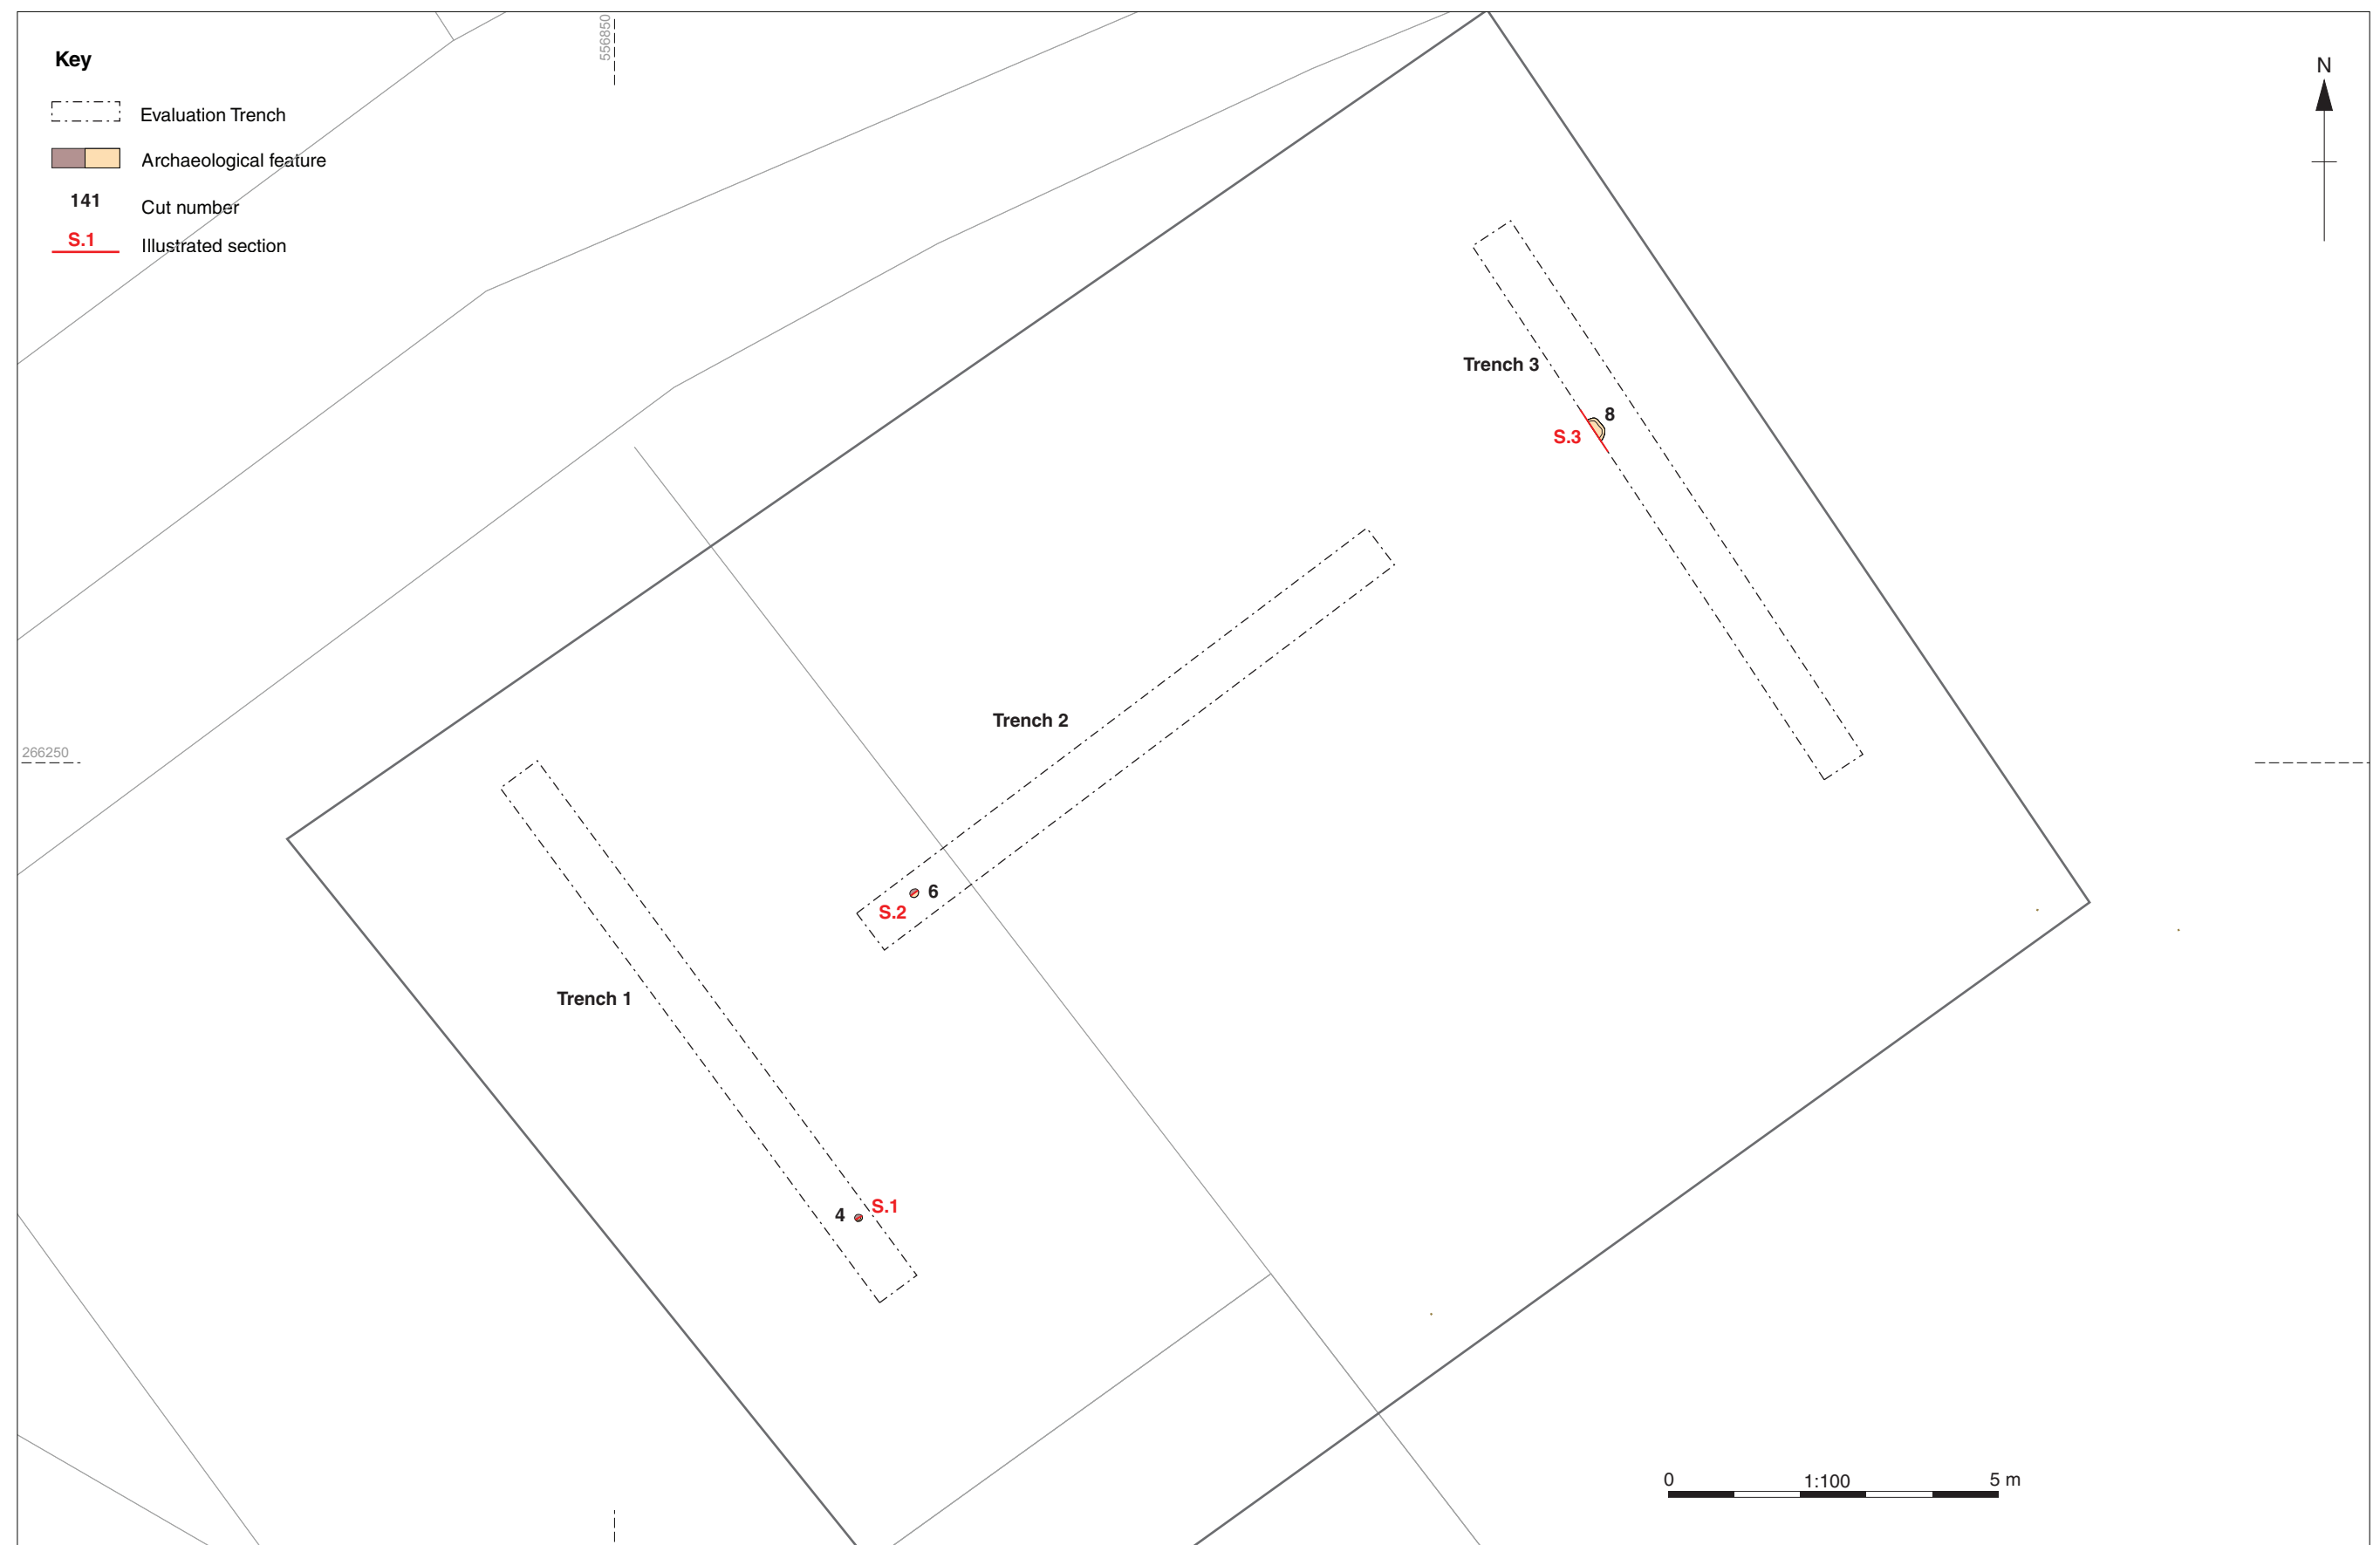 Key
Evaluation Trench
Archaeological feature
141 Cut number
S.1 Illustrated section
556850
N
Trench 3
8
S.3
Trench 2
266250
6
S.2
Trench 1
S.1
4
0 1:100 5 m